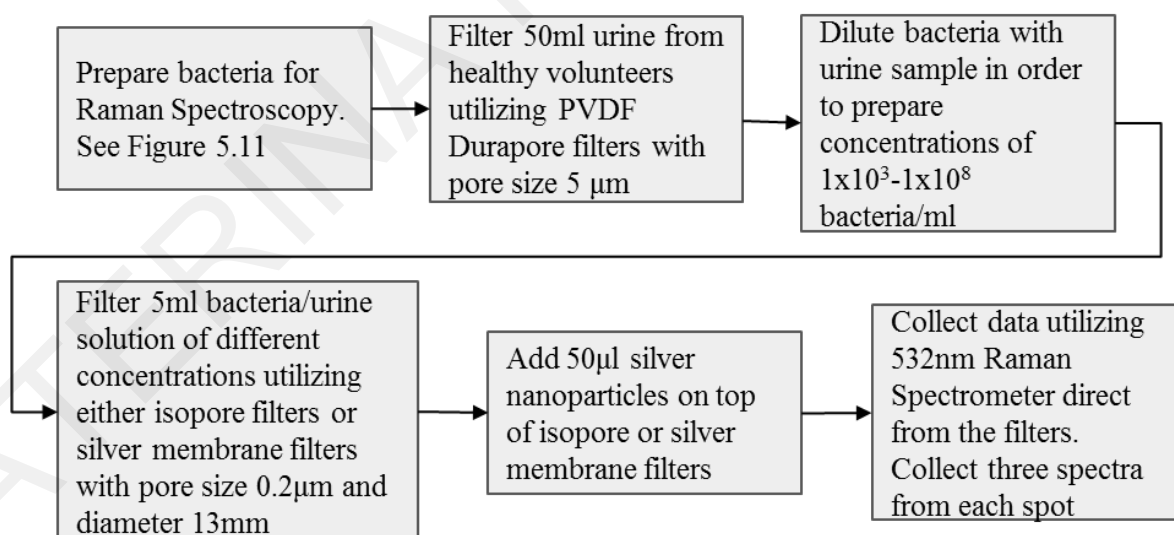 Prepare bacteria for
Raman Spectroscopy.
See Figure 5.11
Filter 50ml urine from
healthy volunteers
utilizing PVDF
Durapore filters with
pore size 5 μm
Dilute bacteria with
urine sample in order
to prepare
concentrations of
1x10³-1x10⁸
bacteria/ml
Filter 5ml bacteria/urine
solution of different
concentrations utilizing
either isopore filters or
silver membrane filters
with pore size 0.2μm and
diameter 13mm
Add 50μl silver
nanoparticles on top
of isopore or silver
membrane filters
Collect data utilizing
532nm Raman
Spectrometer direct
from the filters.
Collect three spectra
from each spot